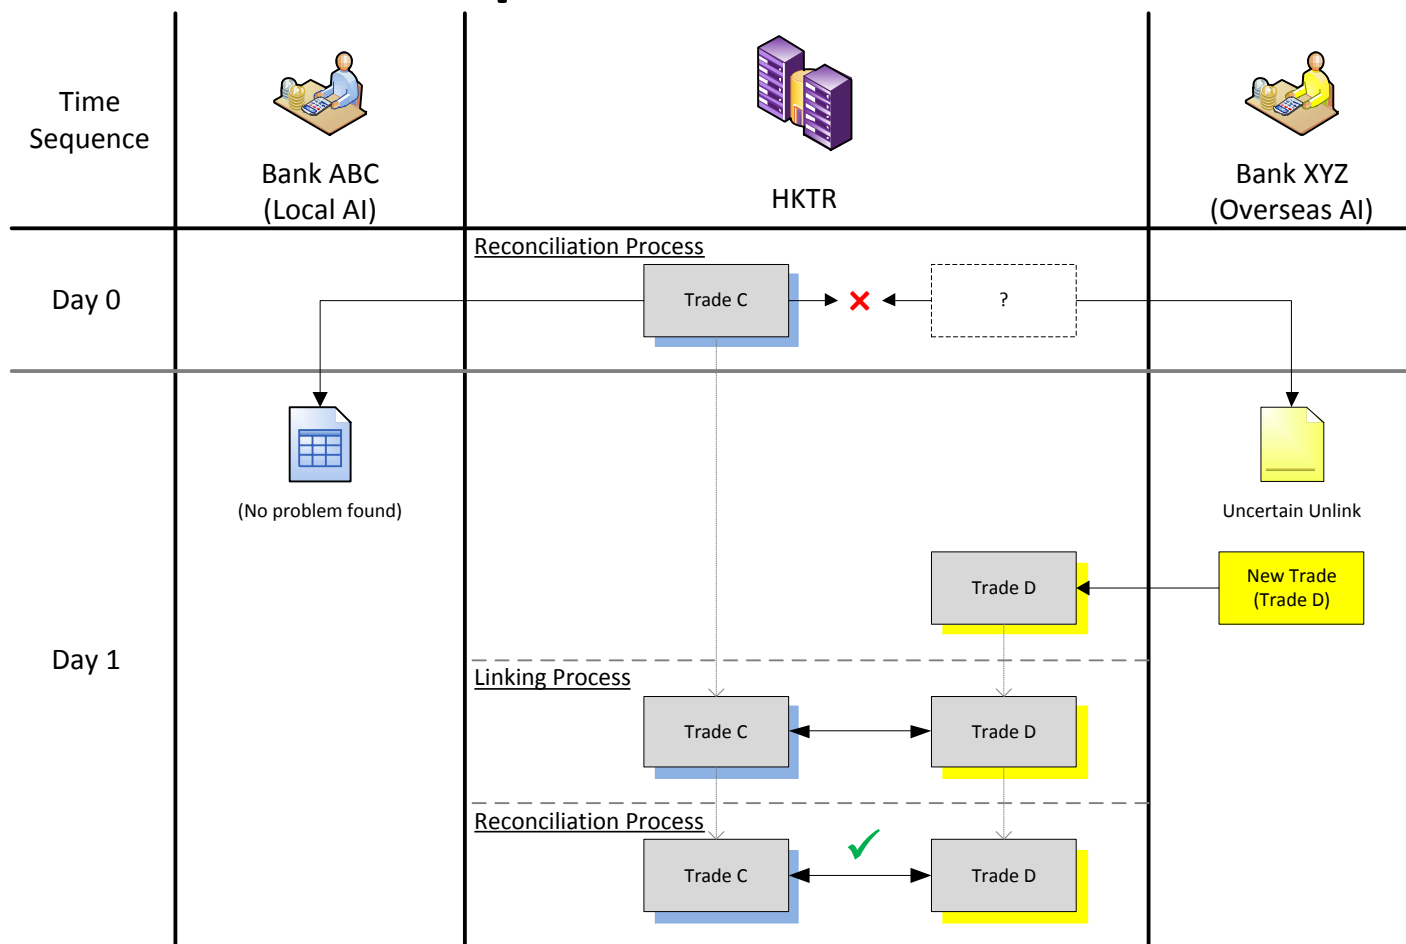 Time
Sequence
Bank ABC
(Local AI)
HKTR
Bank XYZ
(Overseas AI)
Reconciliation Process
Day 0
Trade C
?
(No problem found)
Uncertain Unlink
Trade D
New Trade
(Trade D)
Day 1
Linking Process
Trade C
Trade D
Reconciliation Process
Trade C
Trade D